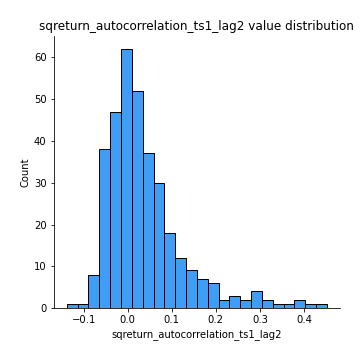 sqreturn_autocorrelation_ts1_lag2 value distribution
60
50
40
30
20
10
0
Count
−0.1 0.0 0.1 0.2 0.3 0.4
sqreturn_autocorrelation_ts1_lag2